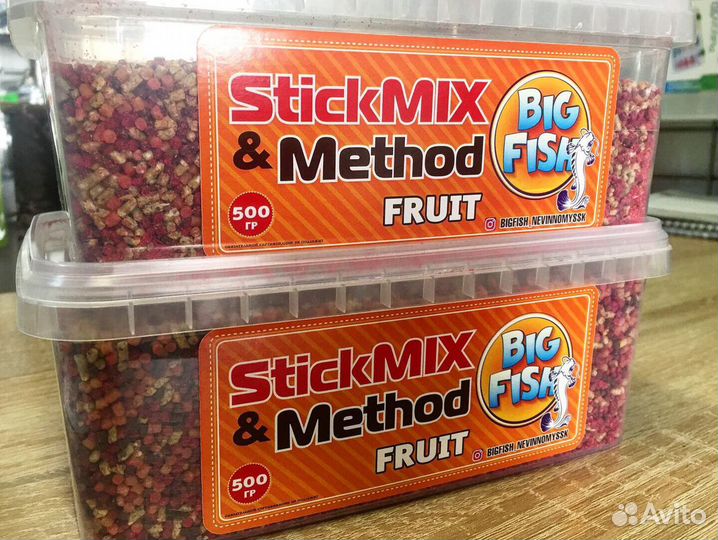 StickMIX
& Method
FRUIT
BIG
FISH
500
ГР
BIGFISH_NEVINNOMYSSK
StickMIX
& Method
FRUIT
BIG
FISH
500
ГР
BIGFISH_NEVINNOMYSSK
Avito